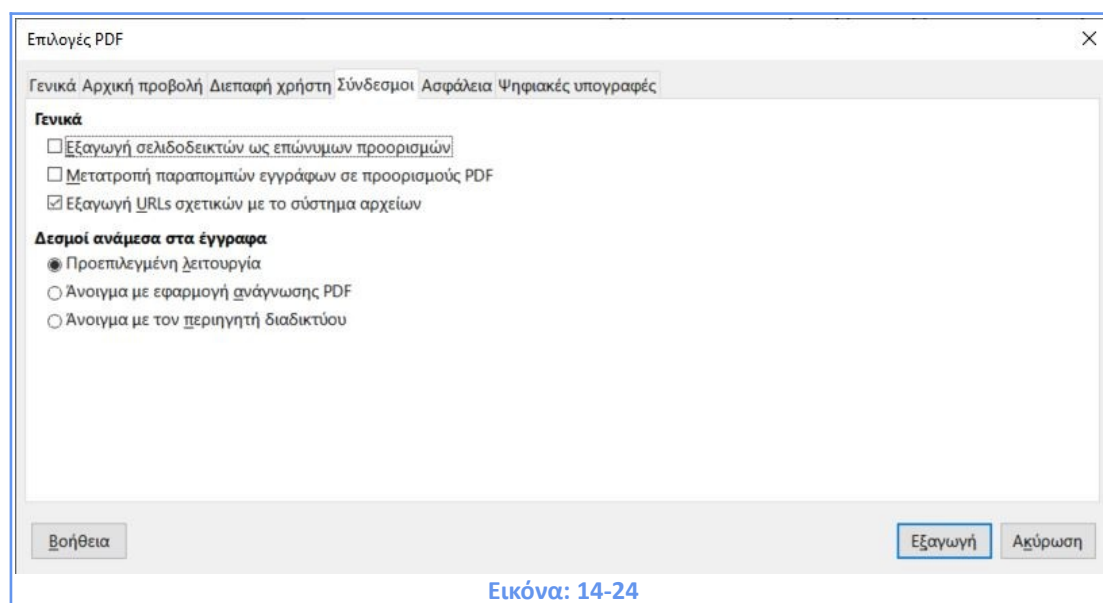 Επιλογές PDF
Γενικά Αρχική προβολή Διεπαφή χρήστη Σύνδεσμοι Ασφάλεια Ψηφιακές υπογραφές
Γενικά
Εξαγωγή σελιδοδεικτών ως επώνυμων προορισμών
Μετατροπή παραπομπών εγγράφων σε προορισμούς PDF
Εξαγωγή URLs σχετικών με το σύστημα αρχείων
Δεσμοί ανάμεσα στα έγγραφα
Προεπιλεγμένη λειτουργία
Άνοιγμα με εφαρμογή ανάγνωσης PDF
Άνοιγμα με τον περιηγητή διαδικτύου
Βοήθεια Εξαγωγή Ακύρωση
Εικόνα: 14-24